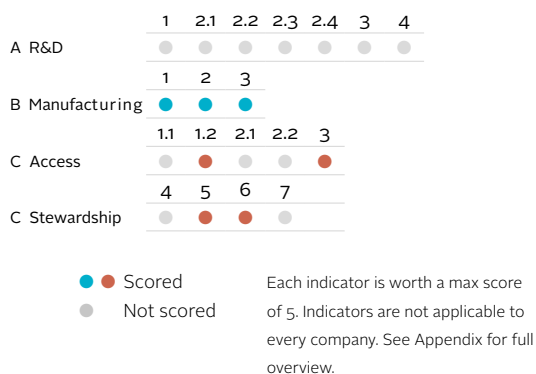 1 2.1 2.2 2.3 2.4 3 4
A R&D
1 2 3
B Manufacturing
1.1 1.2 2.1 2.2 3
C Access
4 5 6 7
C Stewardship
Scored
Not scored
Each indicator is worth a max score
of 5. Indicators are not applicable to
every company. See Appendix for full
overview.